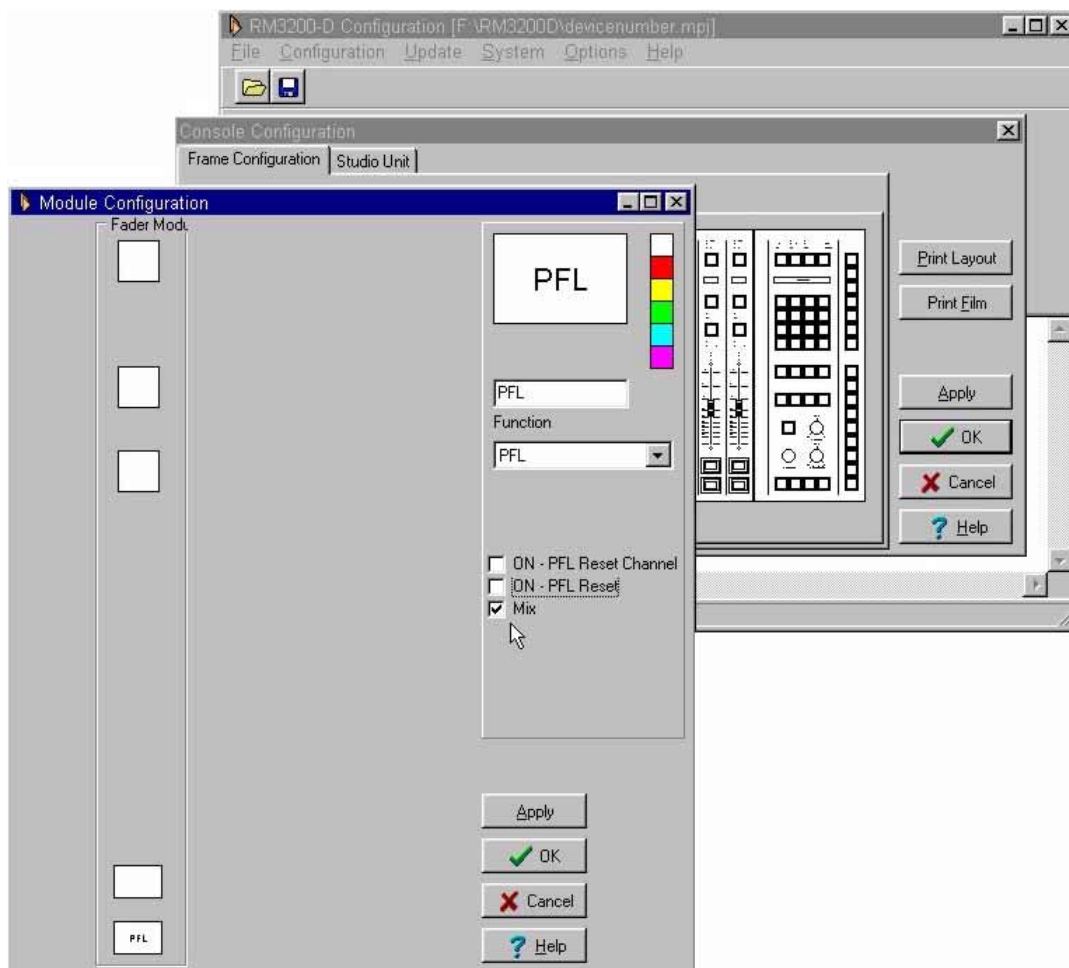 RM3200-D Configuration [F:\RM3200D\devicenumber.mpj]
File Configuration Update System Options Help
Console Configuration
Frame Configuration
Studio Unit
Print Layout
Print Film
Apply
OK
Cancel
Help
Module Configuration
Fader Modu
PFL
PFL
PFL
Function
PFL
ON - PFL Reset Channel
ON - PFL Reset
Mix
Apply
OK
Cancel
Help